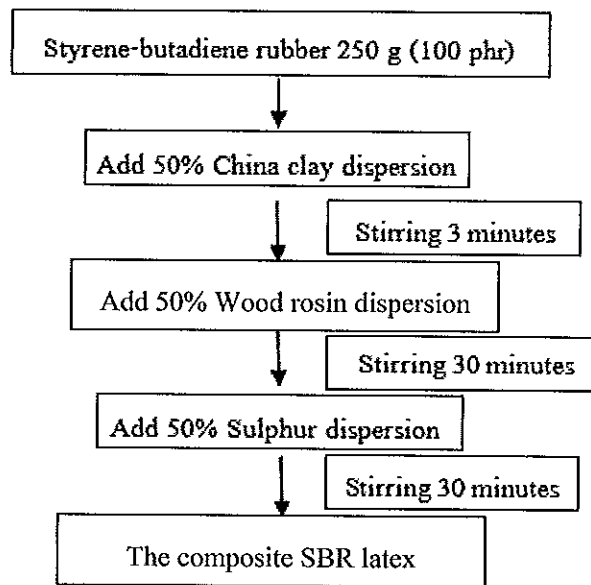 Styrene-butadiene rubber 250 g (100 phr)
Add 50% China clay dispersion
Stirring 3 minutes
Add 50% Wood rosin dispersion
Stirring 30 minutes
Add 50% Sulphur dispersion
Stirring 30 minutes
The composite SBR latex